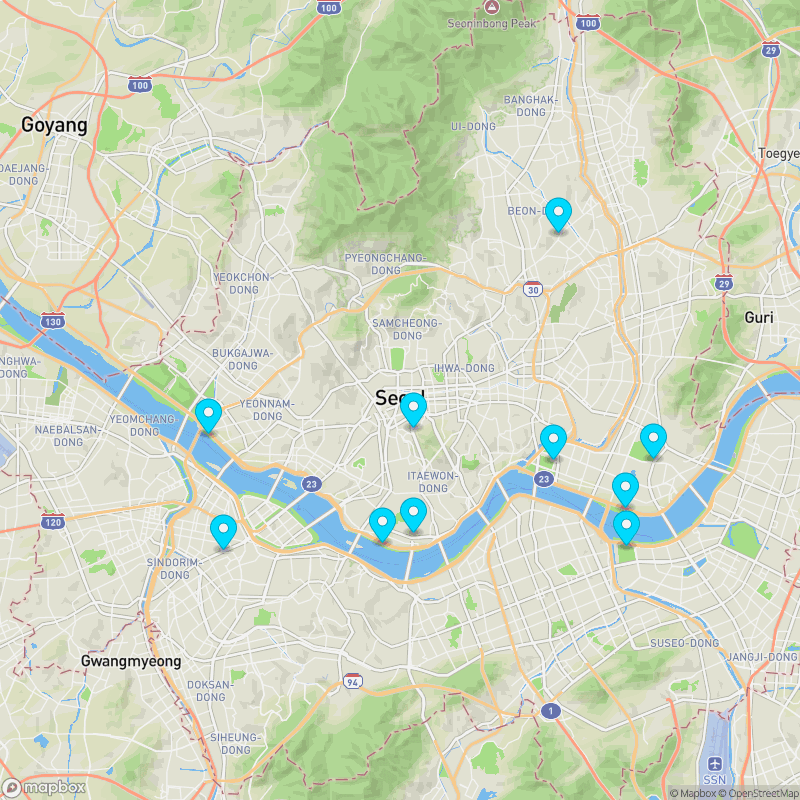 100
Seoninbong Peak
100
29
100
BANGHAK-
DONG
Goyang
UI-DONG
Toegye
DAEJANG-
DONG
BEON-D
PYEONGCHANG-
DONG
YEOKCHON-
DONG
29
30
130
Guri
SAMCHEONG-
DONG
NGHWA-
DONG
BUKGAJWA-
DONG
IHWA-DONG
Seoul
YEOMCHANG
DONG
YEONNAM-
DONG
NAEBALSAN-
DONG
ITAEWON-
DONG
23
23
120
SINDORIM-
DONG
SUSEO-DONG
Gwangmyeong
JANGJI-DONG
DOKSAN-
DONG
94
1
SIHEUNG-
DONG
SSN
mapbox
© Mapbox © OpenStreetMap